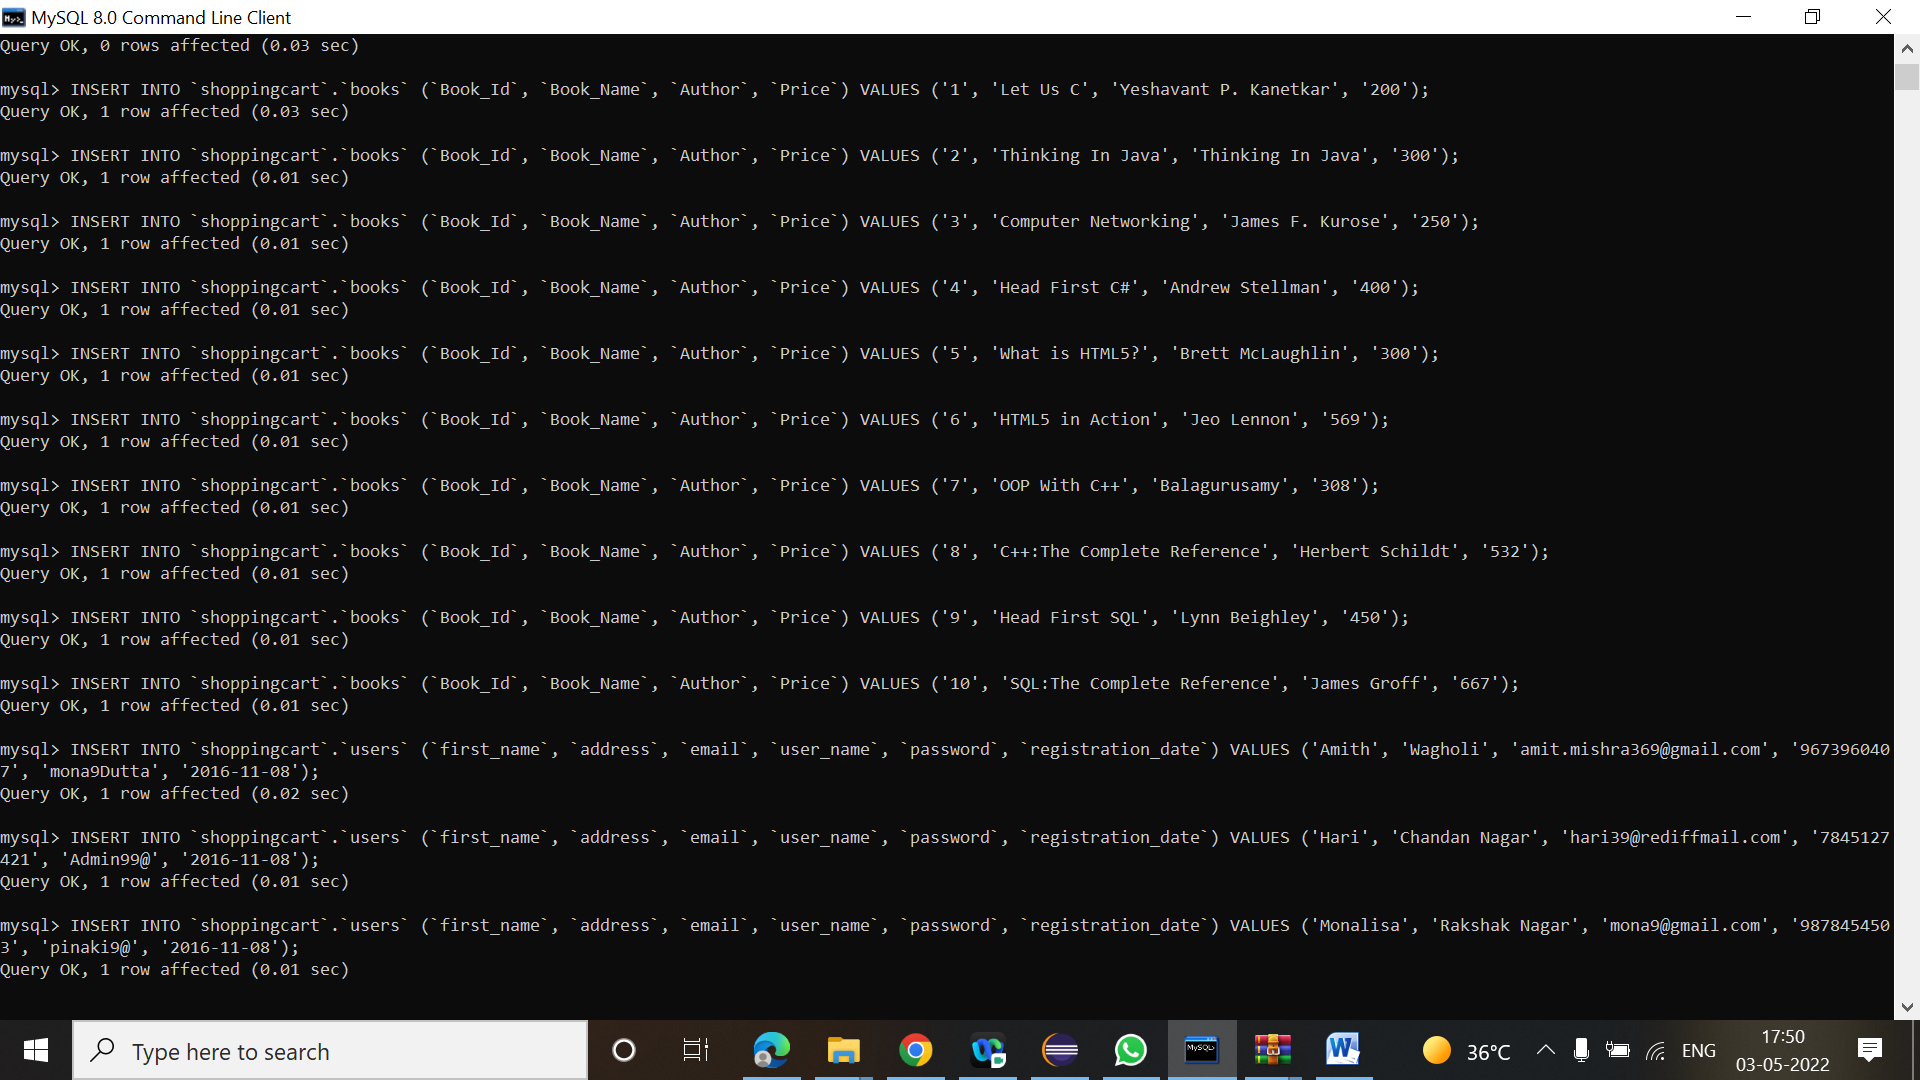 MySQL 8.0 Command Line Client
Query OK, 0 rows affected (0.03 sec)
mysql> INSERT INTO `shoppingcart`.`books` (`Book_Id`, `Book_Name`, `Author`, `Price`) VALUES ('1', 'Let Us C', 'Yeshavant P. Kanetkar', '200');
Query OK, 1 row affected (0.03 sec)
mysql> INSERT INTO `shoppingcart`.`books` (`Book_Id`, `Book_Name`, `Author`, `Price`) VALUES ('2', 'Thinking In Java', 'Thinking In Java', '300');
Query OK, 1 row affected (0.01 sec)
mysql> INSERT INTO `shoppingcart`.`books` (`Book_Id`, `Book_Name`, `Author`, `Price`) VALUES ('3', 'Computer Networking', 'James F. Kurose', '250');
Query OK, 1 row affected (0.01 sec)
mysql> INSERT INTO `shoppingcart`.`books` (`Book_Id`, `Book_Name`, `Author`, `Price`) VALUES ('4', 'Head First C#', 'Andrew Stellman', '400');
Query OK, 1 row affected (0.01 sec)
mysql> INSERT INTO `shoppingcart`.`books` (`Book_Id`, `Book_Name`, `Author`, `Price`) VALUES ('5', 'What is HTML5?', 'Brett McLaughlin', '300');
Query OK, 1 row affected (0.01 sec)
mysql> INSERT INTO `shoppingcart`.`books` (`Book_Id`, `Book_Name`, `Author`, `Price`) VALUES ('6', 'HTML5 in Action', 'Jeo Lennon', '569');
Query OK, 1 row affected (0.01 sec)
mysql> INSERT INTO `shoppingcart`.`books` (`Book_Id`, `Book_Name`, `Author`, `Price`) VALUES ('7', 'OOP With C++', 'Balagurusamy', '308');
Query OK, 1 row affected (0.01 sec)
mysql> INSERT INTO `shoppingcart`.`books` (`Book_Id`, `Book_Name`, `Author`, `Price`) VALUES ('8', 'C++:The Complete Reference', 'Herbert Schildt', '532');
Query OK, 1 row affected (0.01 sec)
mysql> INSERT INTO `shoppingcart`.`books` (`Book_Id`, `Book_Name`, `Author`, `Price`) VALUES ('9', 'Head First SQL', 'Lynn Beighley', '450');
Query OK, 1 row affected (0.01 sec)
mysql> INSERT INTO `shoppingcart`.`books` (`Book_Id`, `Book_Name`, `Author`, `Price`) VALUES ('10', 'SQL:The Complete Reference', 'James Groff', '667');
Query OK, 1 row affected (0.01 sec)
mysql> INSERT INTO `shoppingcart`.`users` (`first_name`, `address`, `email`, `user_name`, `password`, `registration_date`) VALUES ('Amith', 'Wagholi', 'amit.mishra369@gmail.com', '967396040
7', 'mona9Dutta', '2016-11-08');
Query OK, 1 row affected (0.02 sec)
mysql> INSERT INTO `shoppingcart`.`users` (`first_name`, `address`, `email`, `user_name`, `password`, `registration_date`) VALUES ('Hari', 'Chandan Nagar', 'hari39@rediffmail.com', '7845127
421', 'Admin99@', '2016-11-08');
Query OK, 1 row affected (0.01 sec)
mysql> INSERT INTO `shoppingcart`.`users` (`first_name`, `address`, `email`, `user_name`, `password`, `registration_date`) VALUES ('Monalisa', 'Rakshak Nagar', 'mona9@gmail.com', '987845450
3', 'pinaki9@', '2016-11-08');
Query OK, 1 row affected (0.01 sec)
Type here to search
MySQL>
36°C
ENG
17:50
03-05-2022